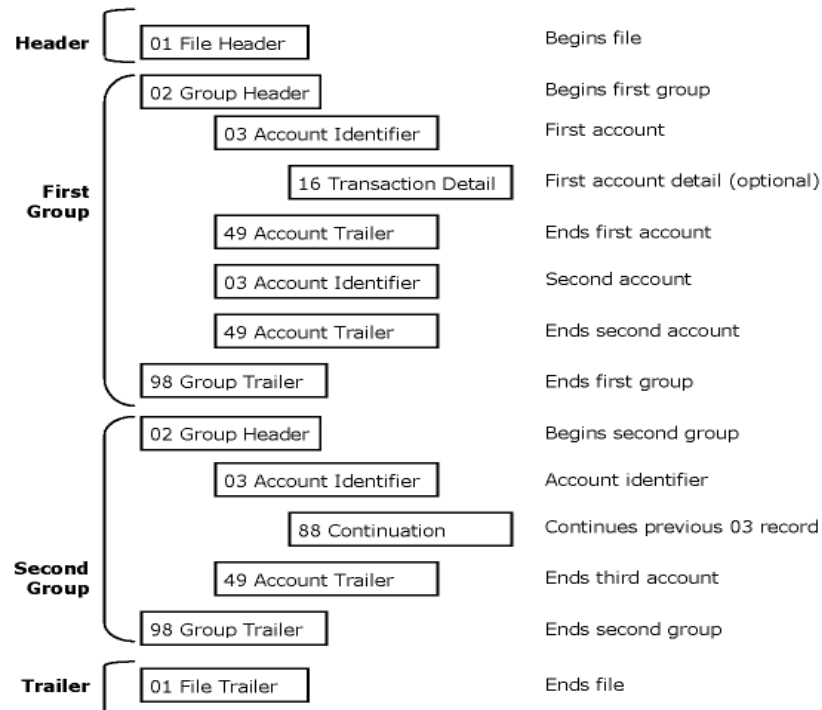 Header
01 File Header
Begins file
02 Group Header
Begins first group
03 Account Identifier
First account
First
Group
16 Transaction Detail
First account detail (optional)
49 Account Trailer
Ends first account
03 Account Identifier
Second account
49 Account Trailer
Ends second account
98 Group Trailer
Ends first group
02 Group Header
Begins second group
03 Account Identifier
Account identifier
88 Continuation
Continues previous 03 record
Second
Group
49 Account Trailer
Ends third account
98 Group Trailer
Ends second group
Trailer
01 File Trailer
Ends file